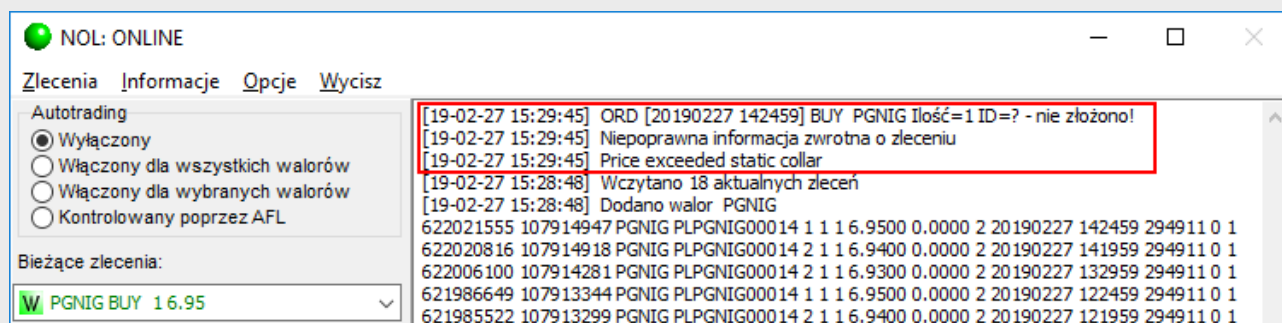 NOL: ONLINE
Zlecenia Informacje Opcje Wycisz
Autotrading
Wyłączony
Włączony dla wszystkich walorów
Włączony dla wybranych walorów
Kontrolowany poprzez AFL
Bieżące zlecenia:
W PGNIG BUY 1 6.95
[19-02-27 15:29:45] ORD [20190227 142459] BUY PGNIG Ilość=1 ID=? - nie złożono!
[19-02-27 15:29:45] Niepoprawna informacja zwrotna o zleceniu
[19-02-27 15:29:45] Price exceeded static collar
[19-02-27 15:28:48] Wczytano 18 aktualnych zleceń
[19-02-27 15:28:48] Dodano walor PGNIG
622021555 107914947 PGNIG PLPGNIG00014 1 1 1 6.9500 0.0000 2 20190227 142459 294911 0 1
622020816 107914918 PGNIG PLPGNIG00014 2 1 1 6.9400 0.0000 2 20190227 141959 294911 0 1
622006100 107914281 PGNIG PLPGNIG00014 2 1 1 6.9300 0.0000 2 20190227 132959 294911 0 1
621986649 107913344 PGNIG PLPGNIG00014 1 1 1 6.9500 0.0000 2 20190227 122459 294911 0 1
621985522 107913299 PGNIG PLPGNIG00014 2 1 1 6.9400 0.0000 2 20190227 121959 294911 0 1